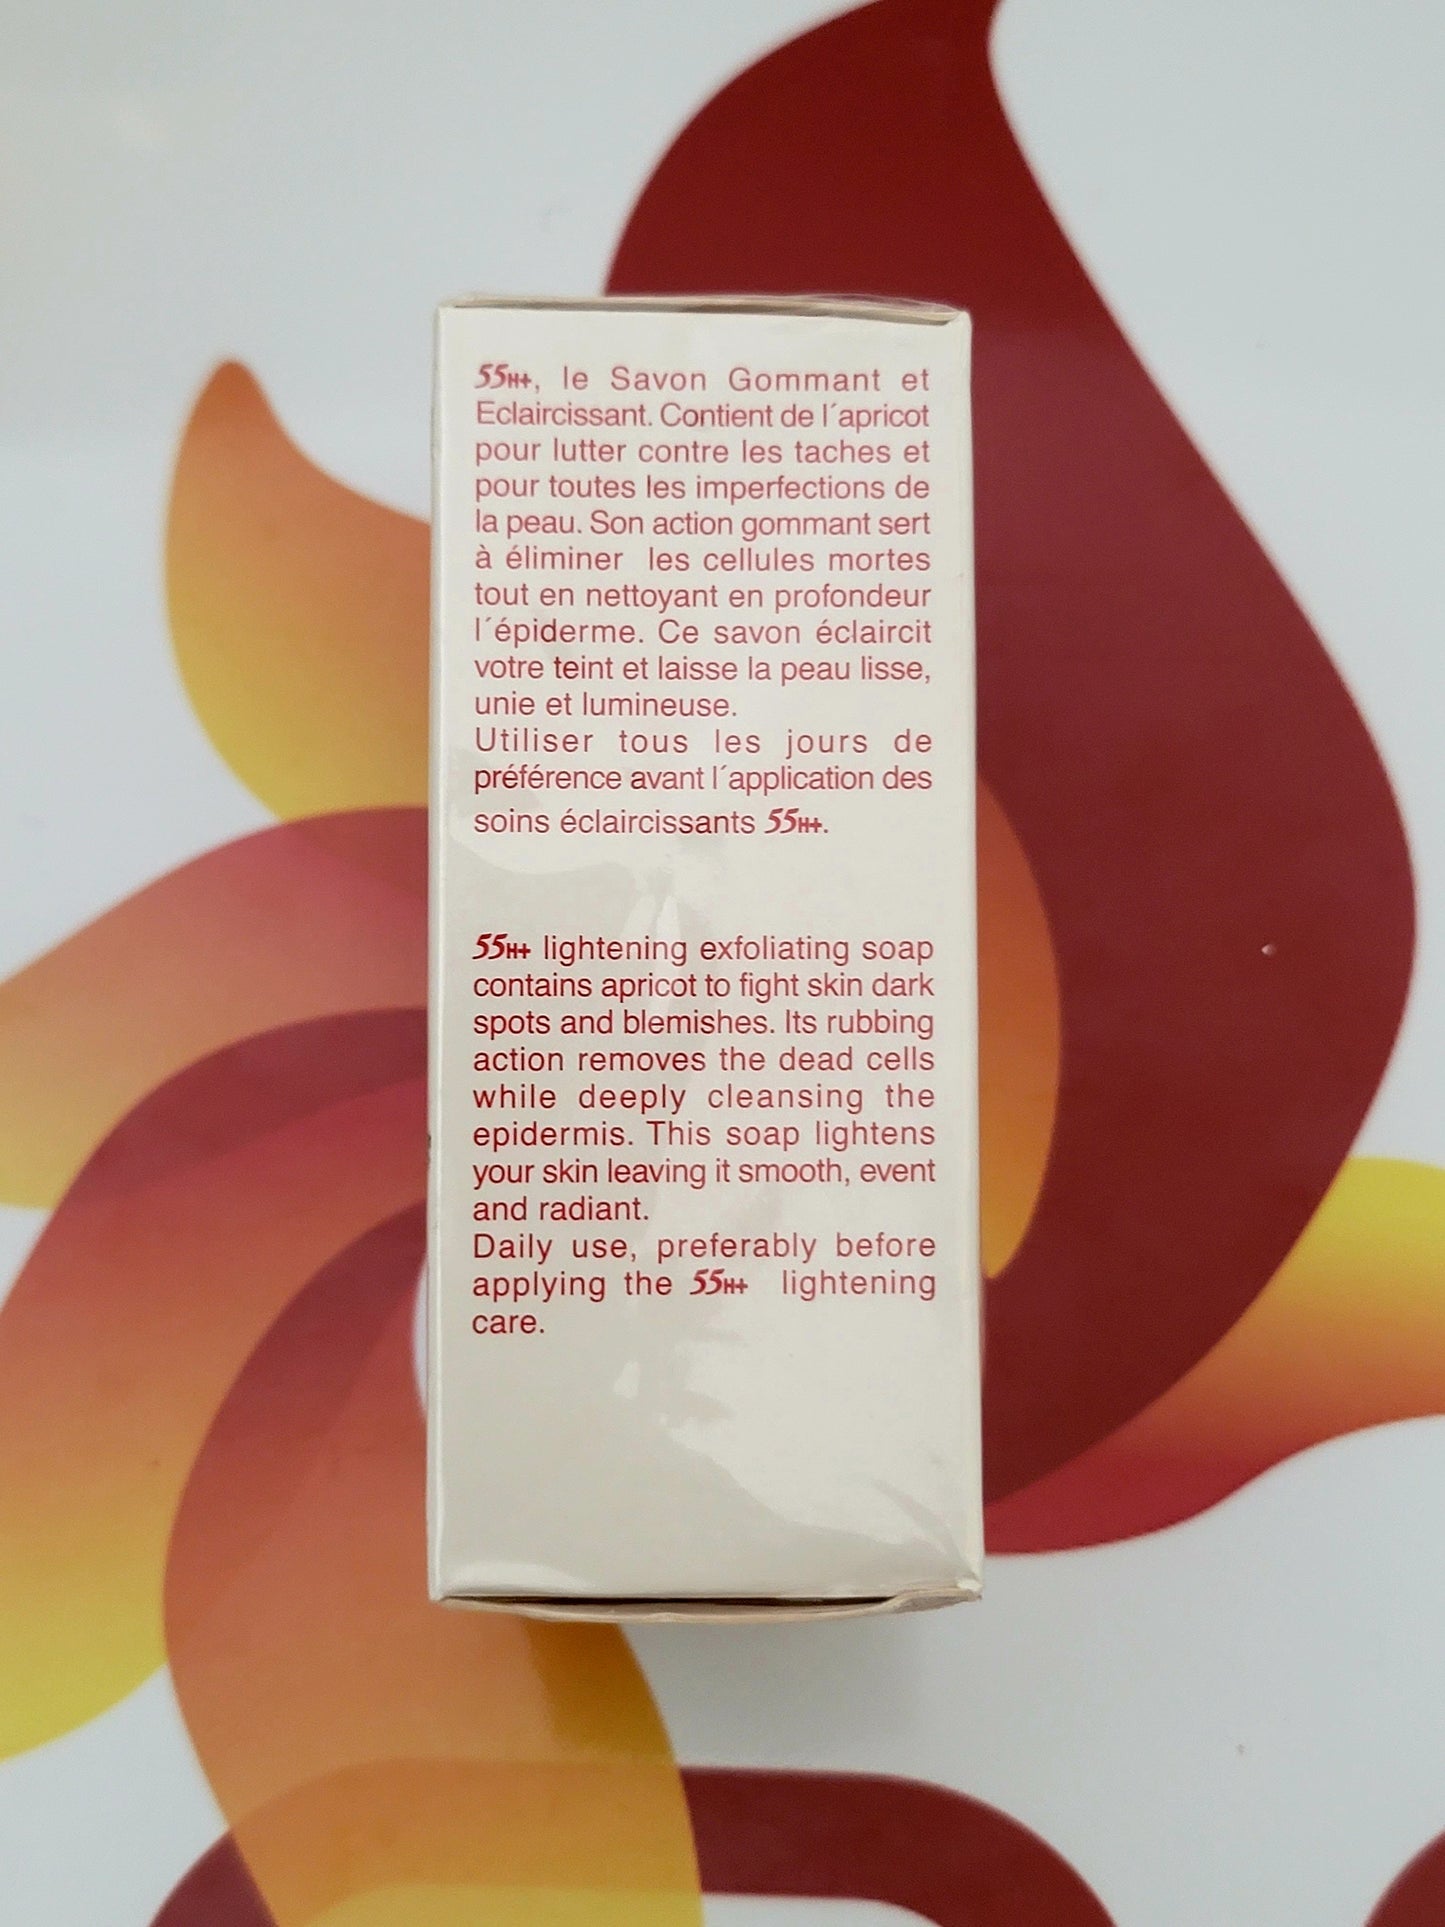 55H+, le Savon Gommant et
Eclaircissant. Contient de l´apricot
pour lutter contre les taches et
pour toutes les imperfections de
la peau. Son action gommant sert
à éliminer les cellules mortes
tout en nettoyant en profondeur
l´épiderme. Ce savon éclaircit
votre teint et laisse la peau lisse,
unie et lumineuse.
Utiliser tous les jours de
préférence avant l´application des
soins éclaircissants 55H+.
55H+ lightening exfoliating soap
contains apricot to fight skin dark
spots and blemishes. Its rubbing
action removes the dead cells
while deeply cleansing the
epidermis. This soap lightens
your skin leaving it smooth, event
and radiant.
Daily use, preferably before
applying the 55H+ lightening
care.